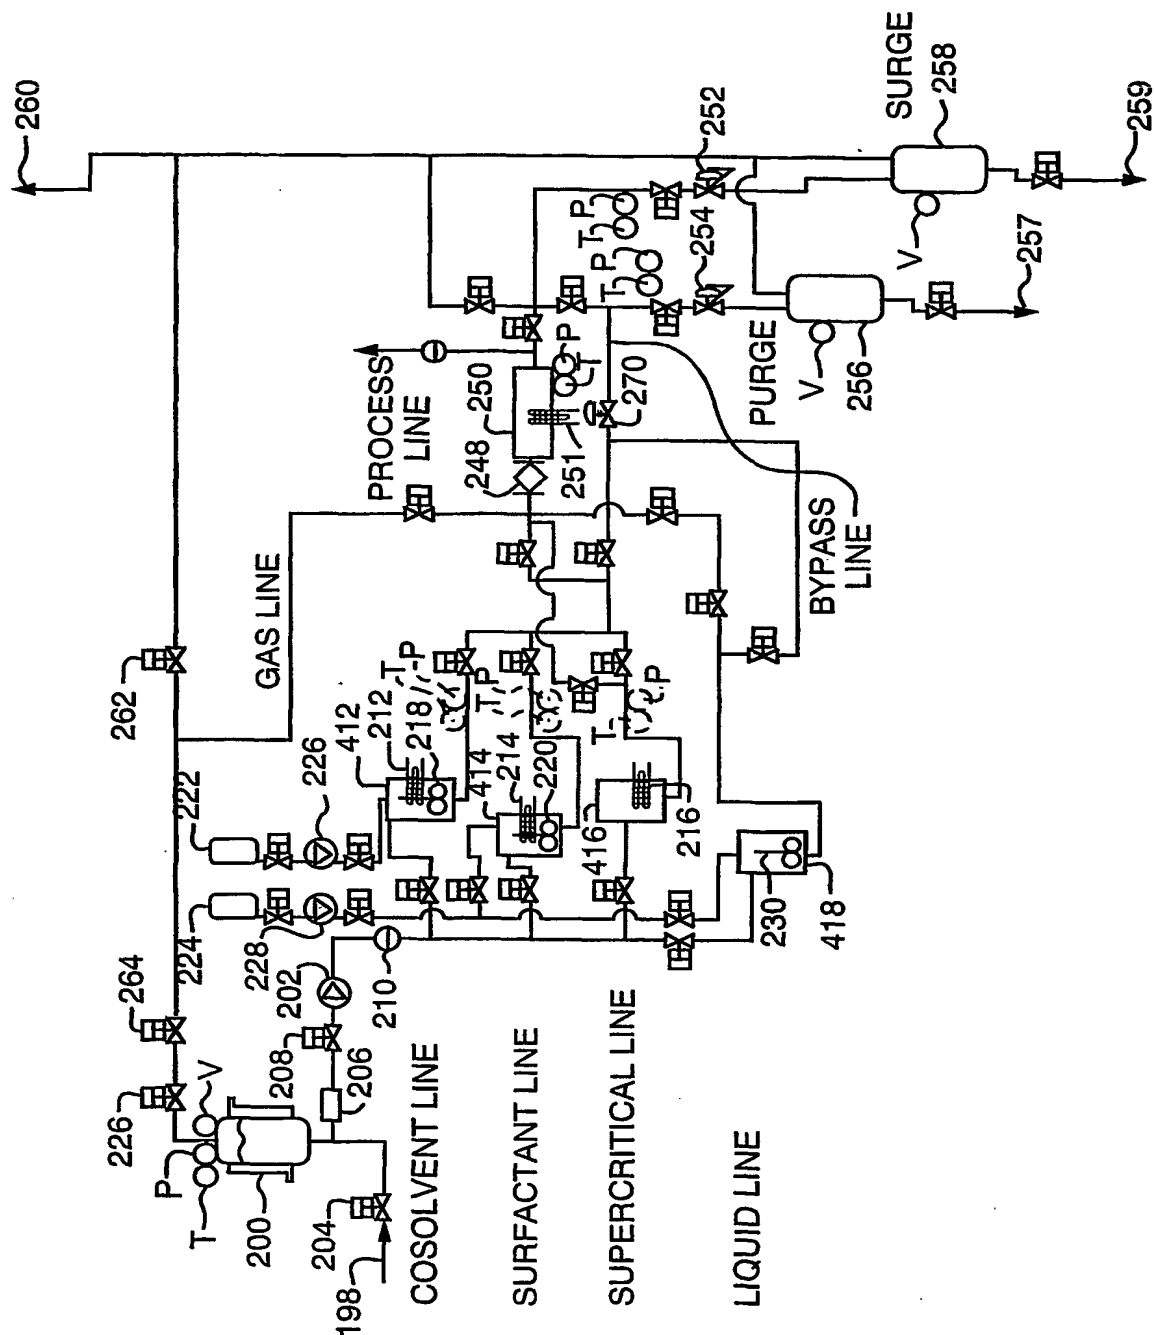 260
SURGE
258
252
259
P
T
P
T
254
V
257
PURGE
V
256
PROCESS
LINE
250
P
T
248
251
270
GAS LINE
BYPASS
LINE
262
412
212
T
P
218
T
P
414
214
220
P
T
416
216
222
226
224
228
230
418
264
202
210
226
V
P
T
200
208
206
204
198
COSOLVENT LINE
SURFACTANT LINE
SUPERCRITICAL LINE
LIQUID LINE